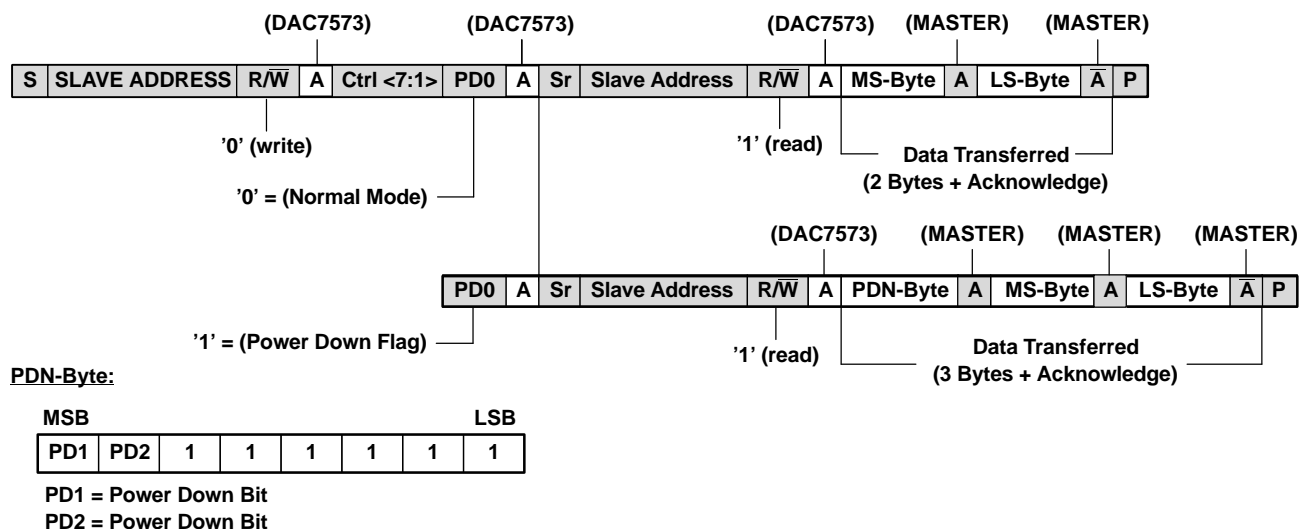 (DAC7573) (DAC7573) (DAC7573) (MASTER) (MASTER)
S SLAVE ADDRESS R/W̅ A Ctrl <7:1> PD0 A Sr Slave Address R/W̅ A MS-Byte A LS-Byte A̅ P
'0' (write) '1' (read) Data Transferred
(2 Bytes + Acknowledge)
'0' = (Normal Mode)
(DAC7573) (MASTER) (MASTER) (MASTER)
PD0 A Sr Slave Address R/W̅ A PDN-Byte A MS-Byte A LS-Byte A̅ P
'1' = (Power Down Flag) '1' (read) Data Transferred
(3 Bytes + Acknowledge)
PDN-Byte:
MSB LSB
PD1 PD2 1 1 1 1 1 1
PD1 = Power Down Bit
PD2 = Power Down Bit